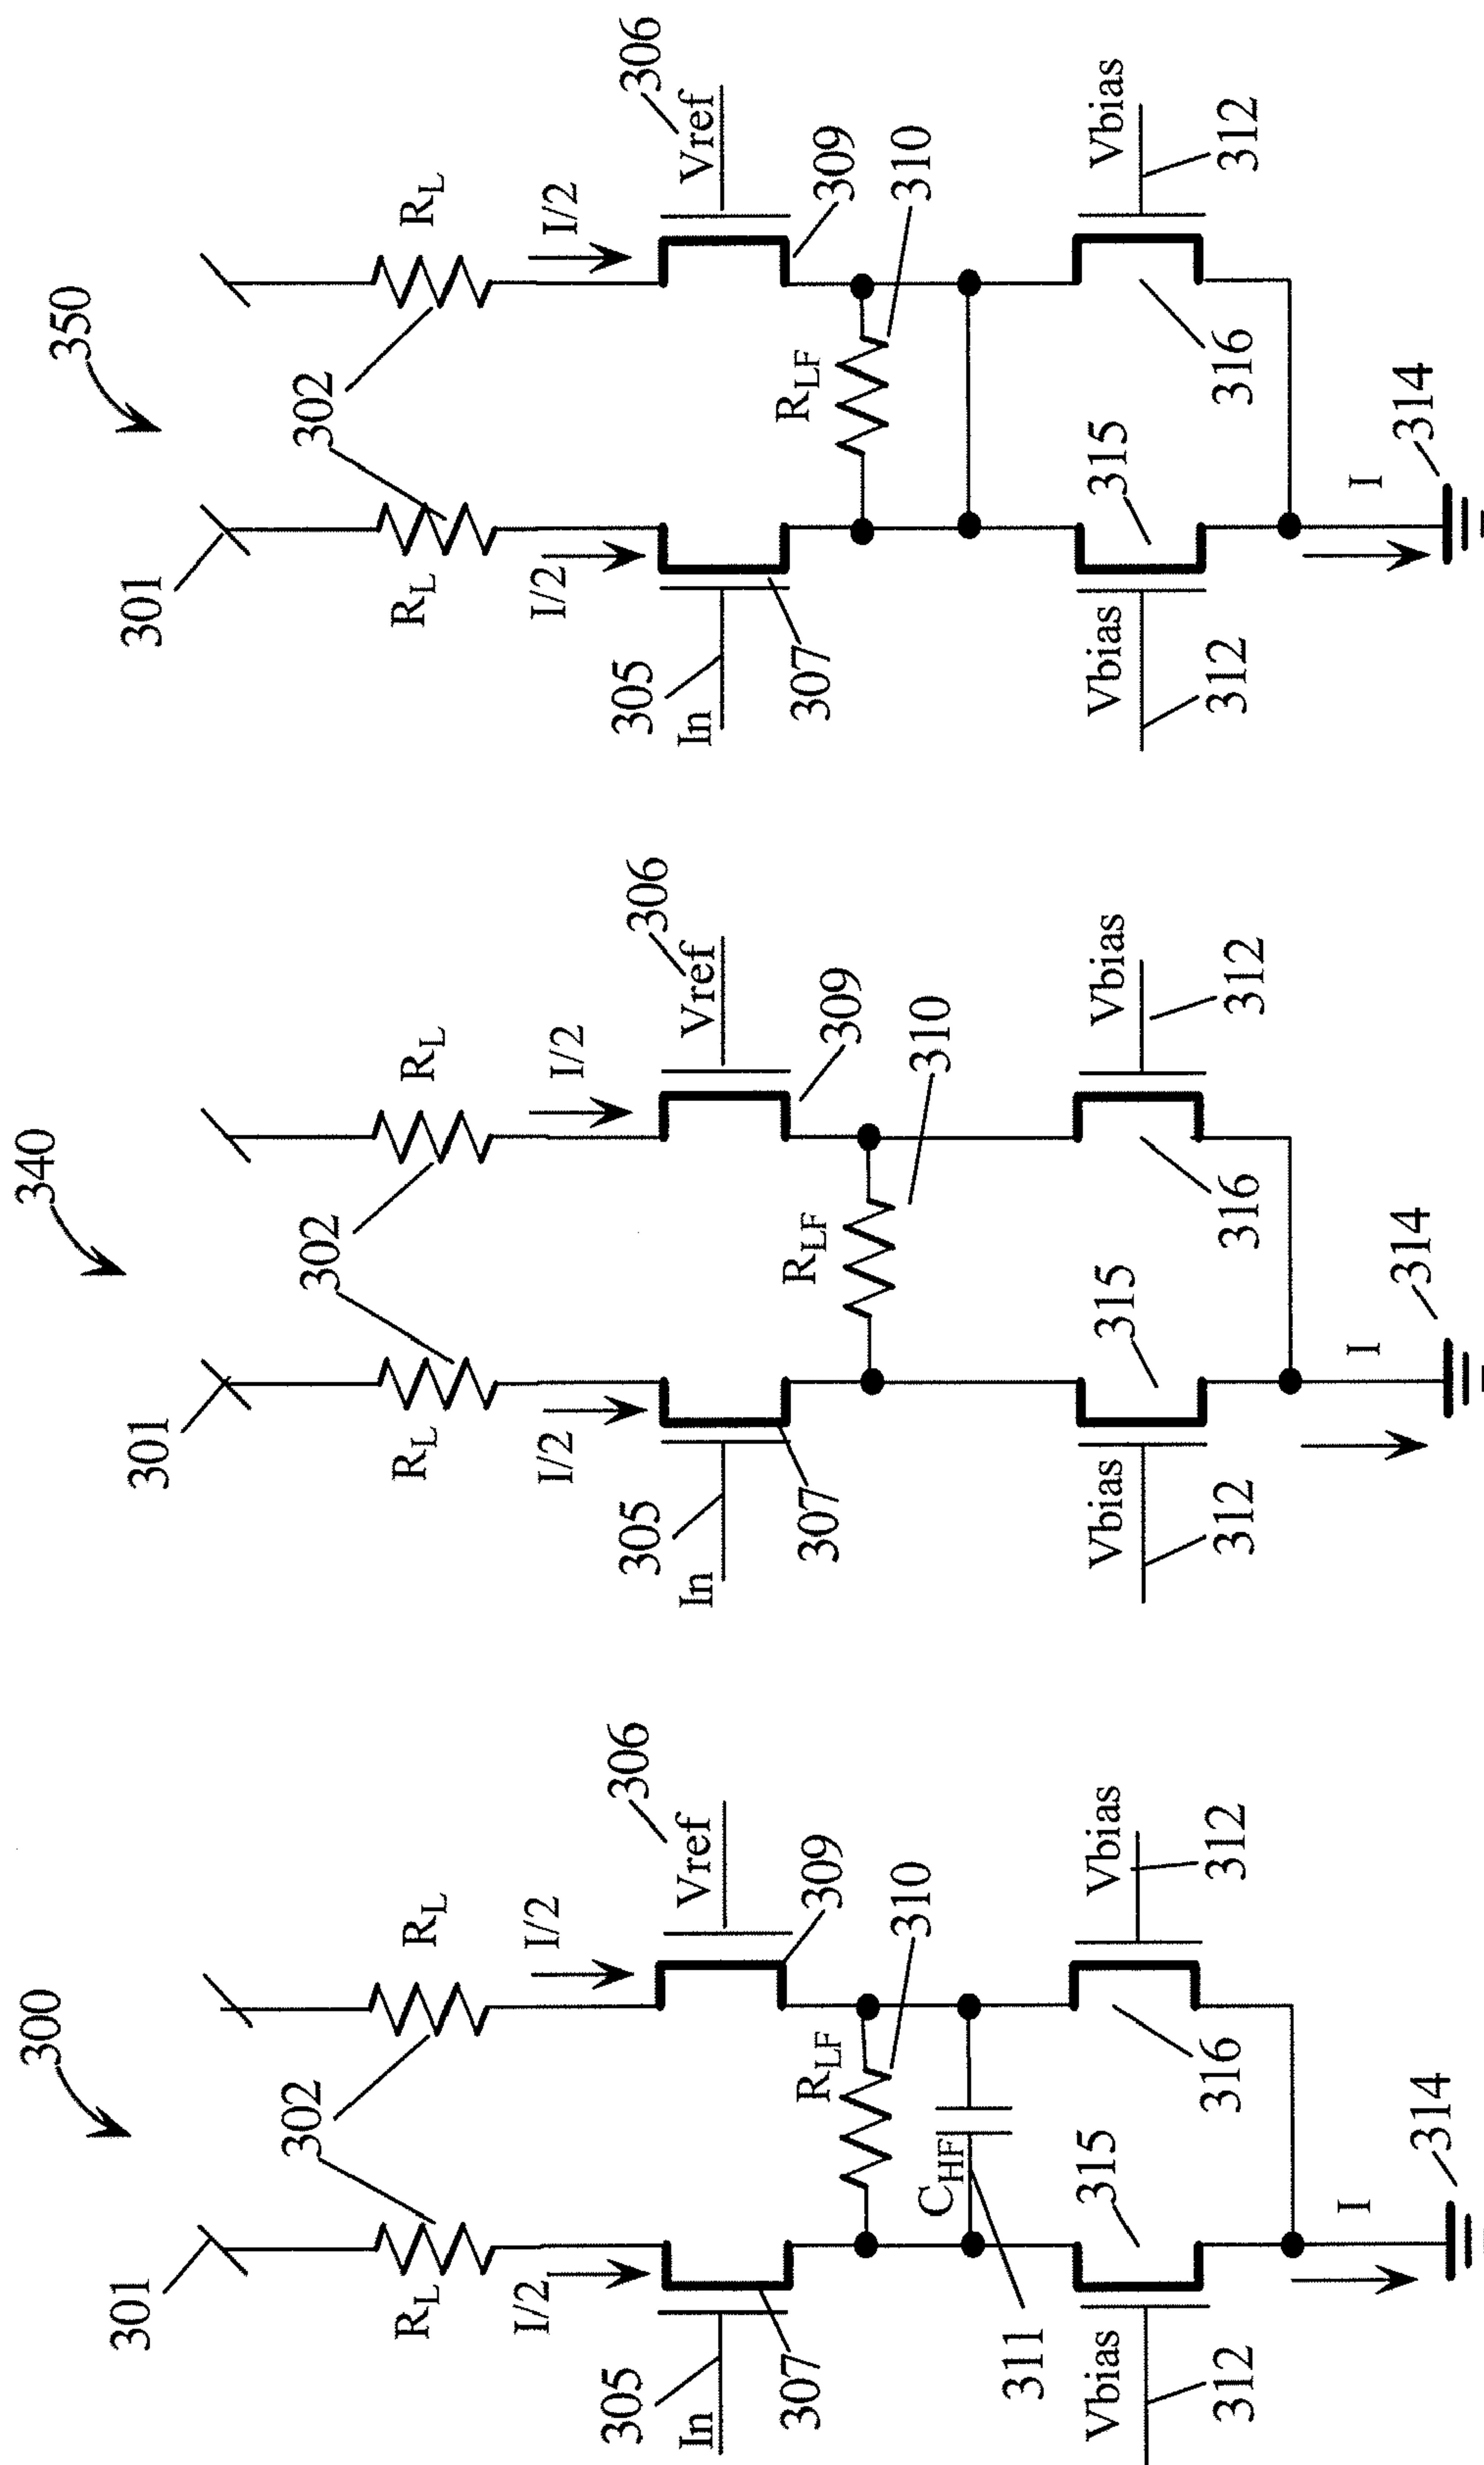 300
301
302
R_L
R_L
I/2
I/2
305
In
306
Vref
307
309
R_LF
310
C_HF
311
Vbias
312
Vbias
312
315
316
I
314
340
301
302
R_L
R_L
I/2
I/2
305
In
306
Vref
307
309
R_LF
310
Vbias
312
Vbias
312
315
316
I
314
350
301
302
R_L
R_L
I/2
I/2
305
In
306
Vref
307
309
R_LF
310
Vbias
312
Vbias
312
315
316
I
314